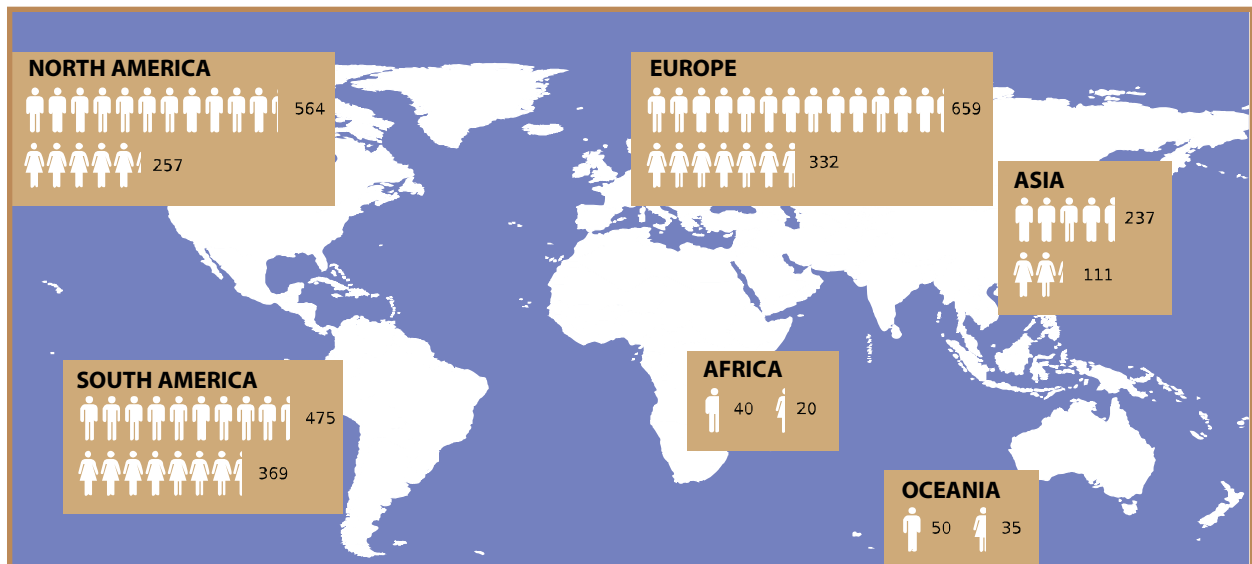 NORTH AMERICA
564
257
EUROPE
659
332
ASIA
237
111
SOUTH AMERICA
475
369
AFRICA
40 20
OCEANIA
50 35